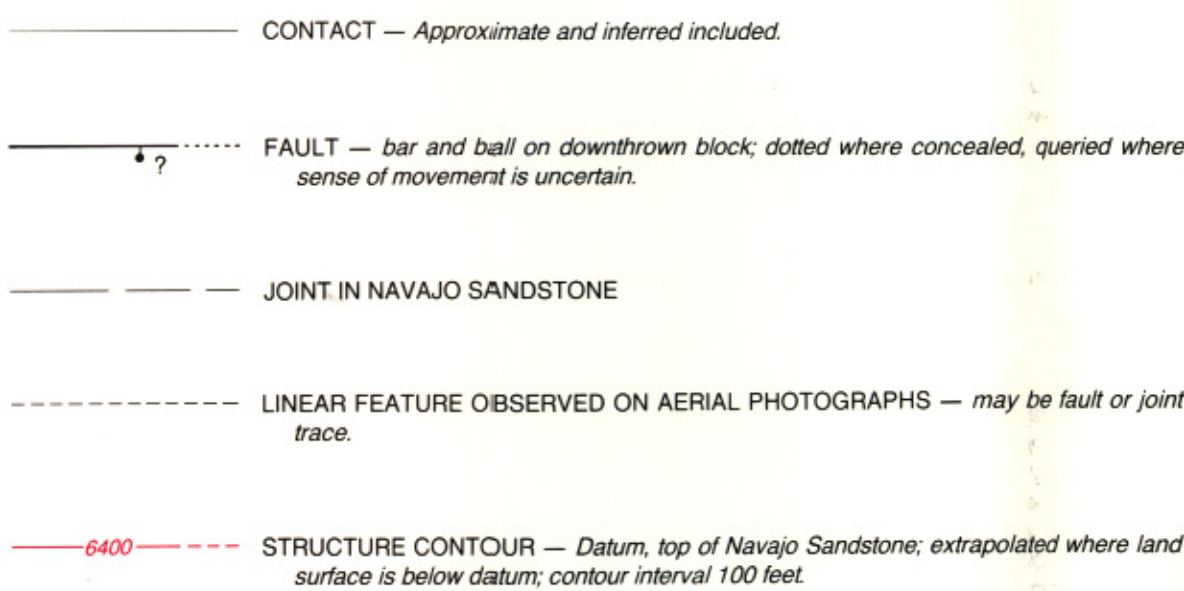 CONTACT — Approximate and inferred included.
? FAULT — bar and ball on downthrown block; dotted where concealed, queried where
sense of movement is uncertain.
JOINT IN NAVAJO SANDSTONE
LINEAR FEATURE OBSERVED ON AERIAL PHOTOGRAPHS — may be fault or joint
trace.
6400 STRUCTURE CONTOUR — Datum, top of Navajo Sandstone; extrapolated where land
surface is below datum; contour interval 100 feet.